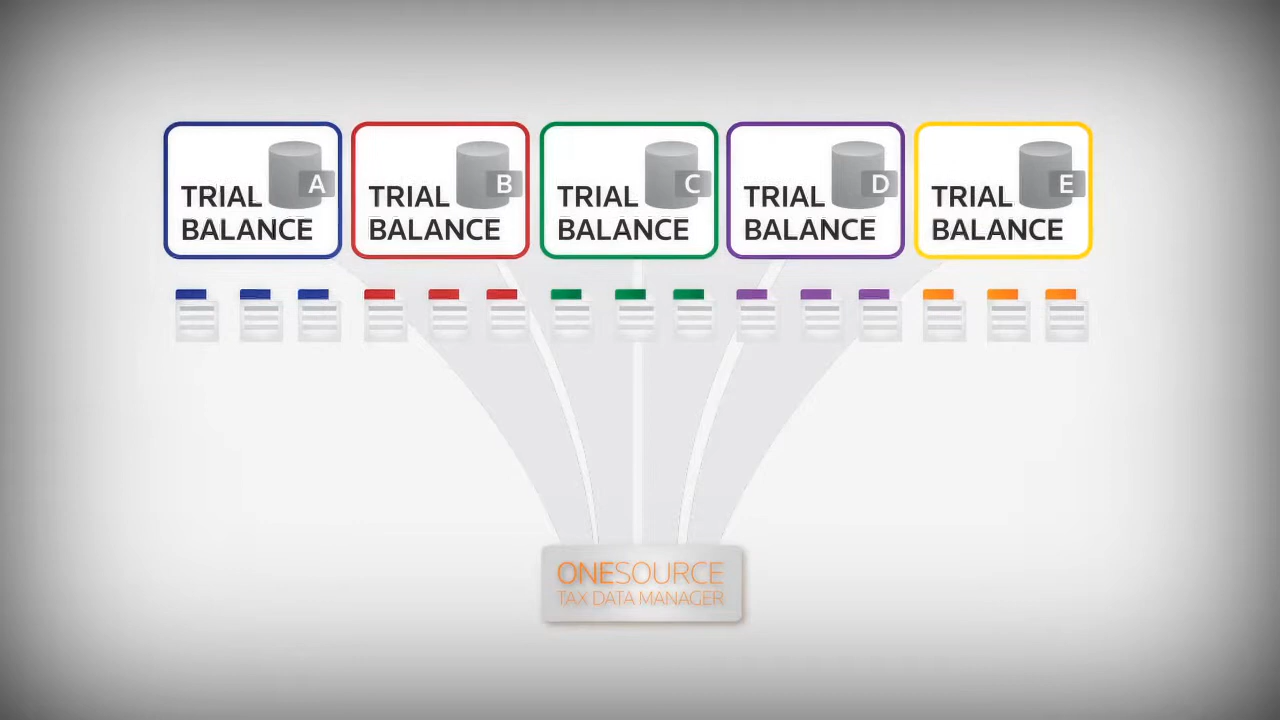 TRIAL BALANCE A
TRIAL BALANCE B
TRIAL BALANCE C
TRIAL BALANCE D
TRIAL BALANCE E
ONESOURCE
TAX DATA MANAGER